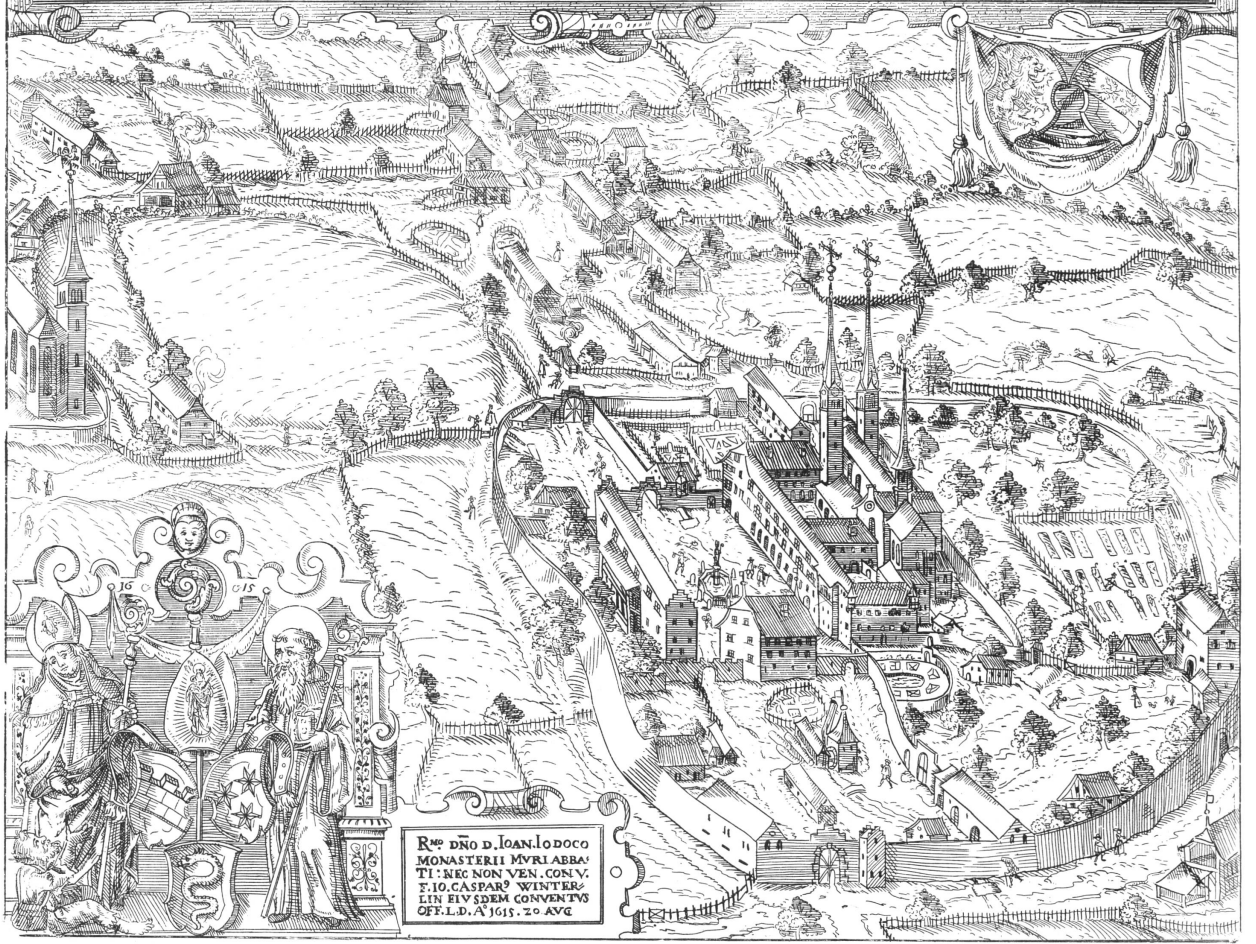 16 15
RMO DÑO D. IOAN. IODOCO
MONASTERII MVRI ABBA⸗
TI: NEC NON VEN. CONV.
F. IO. CASPARꝰ WINTER⸗
LIN EIVSDEM CONVENTVS
OFF. L. D. Aº 1615. 20 AVG